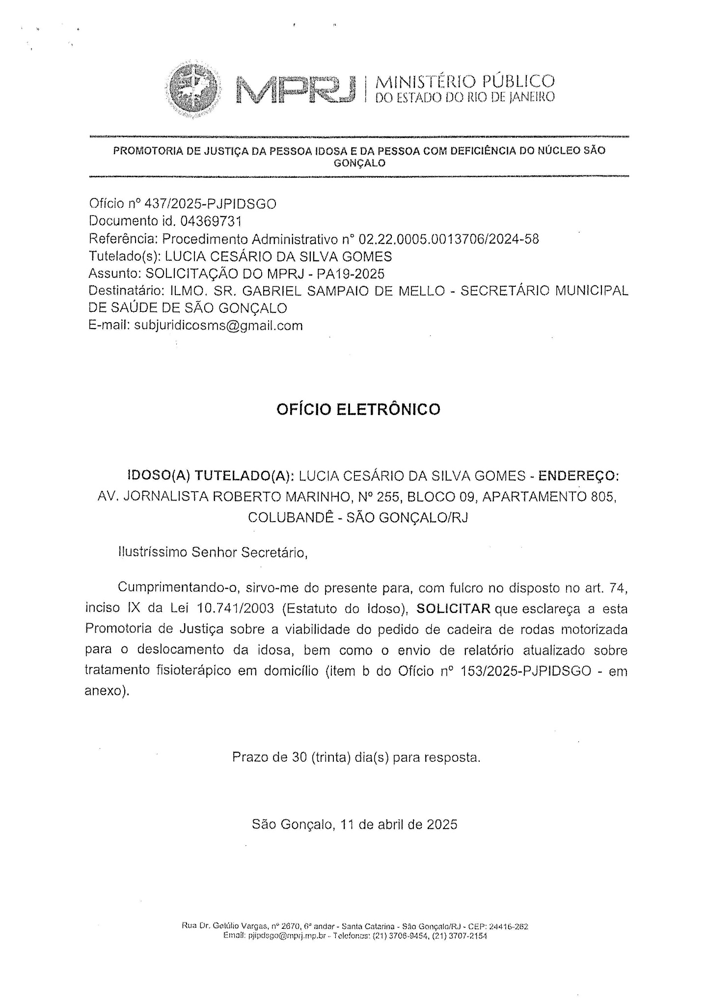 MPRJ
MINISTÉRIO PÚBLICO
DO ESTADO DO RIO DE JANEIRO
PROMOTORIA DE JUSTIÇA DA PESSOA IDOSA E DA PESSOA COM DEFICIÊNCIA DO NÚCLEO SÃO
GONÇALO
Ofício nº 437/2025-PJPIDSGO
Documento id. 04369731
Referência: Procedimento Administrativo n° 02.22.0005.0013706/2024-58
Tutelado(s): LUCIA CESÁRIO DA SILVA GOMES
Assunto: SOLICITAÇÃO DO MPRJ - PA19-2025
Destinatário: ILMO. SR. GABRIEL SAMPAIO DE MELLO - SECRETÁRIO MUNICIPAL
DE SAÚDE DE SÃO GONÇALO
E-mail: subjuridicosms@gmail.com
OFÍCIO ELETRÔNICO
IDOSO(A) TUTELADO(A): LUCIA CESÁRIO DA SILVA GOMES - ENDEREÇO:
AV. JORNALISTA ROBERTO MARINHO, Nº 255, BLOCO 09, APARTAMENTO 805,
COLUBANDÊ - SÃO GONÇALO/RJ
Ilustríssimo Senhor Secretário,
Cumprimentando-o, sirvo-me do presente para, com fulcro no disposto no art. 74,
inciso IX da Lei 10.741/2003 (Estatuto do Idoso), SOLICITAR que esclareça a esta
Promotoria de Justiça sobre a viabilidade do pedido de cadeira de rodas motorizada
para o deslocamento da idosa, bem como o envio de relatório atualizado sobre
tratamento fisioterápico em domicílio (item b do Ofício nº 153/2025-PJPIDSGO - em
anexo).
Prazo de 30 (trinta) dia(s) para resposta.
São Gonçalo, 11 de abril de 2025
Rua Dr. Getúlio Vargas, nº 2670, 6º andar - Santa Catarina - São Gonçalo/RJ - CEP: 24416-262
Email: pjipdsgo@mprj.mp.br - Telefones: (21) 3706-9454, (21) 3707-2154